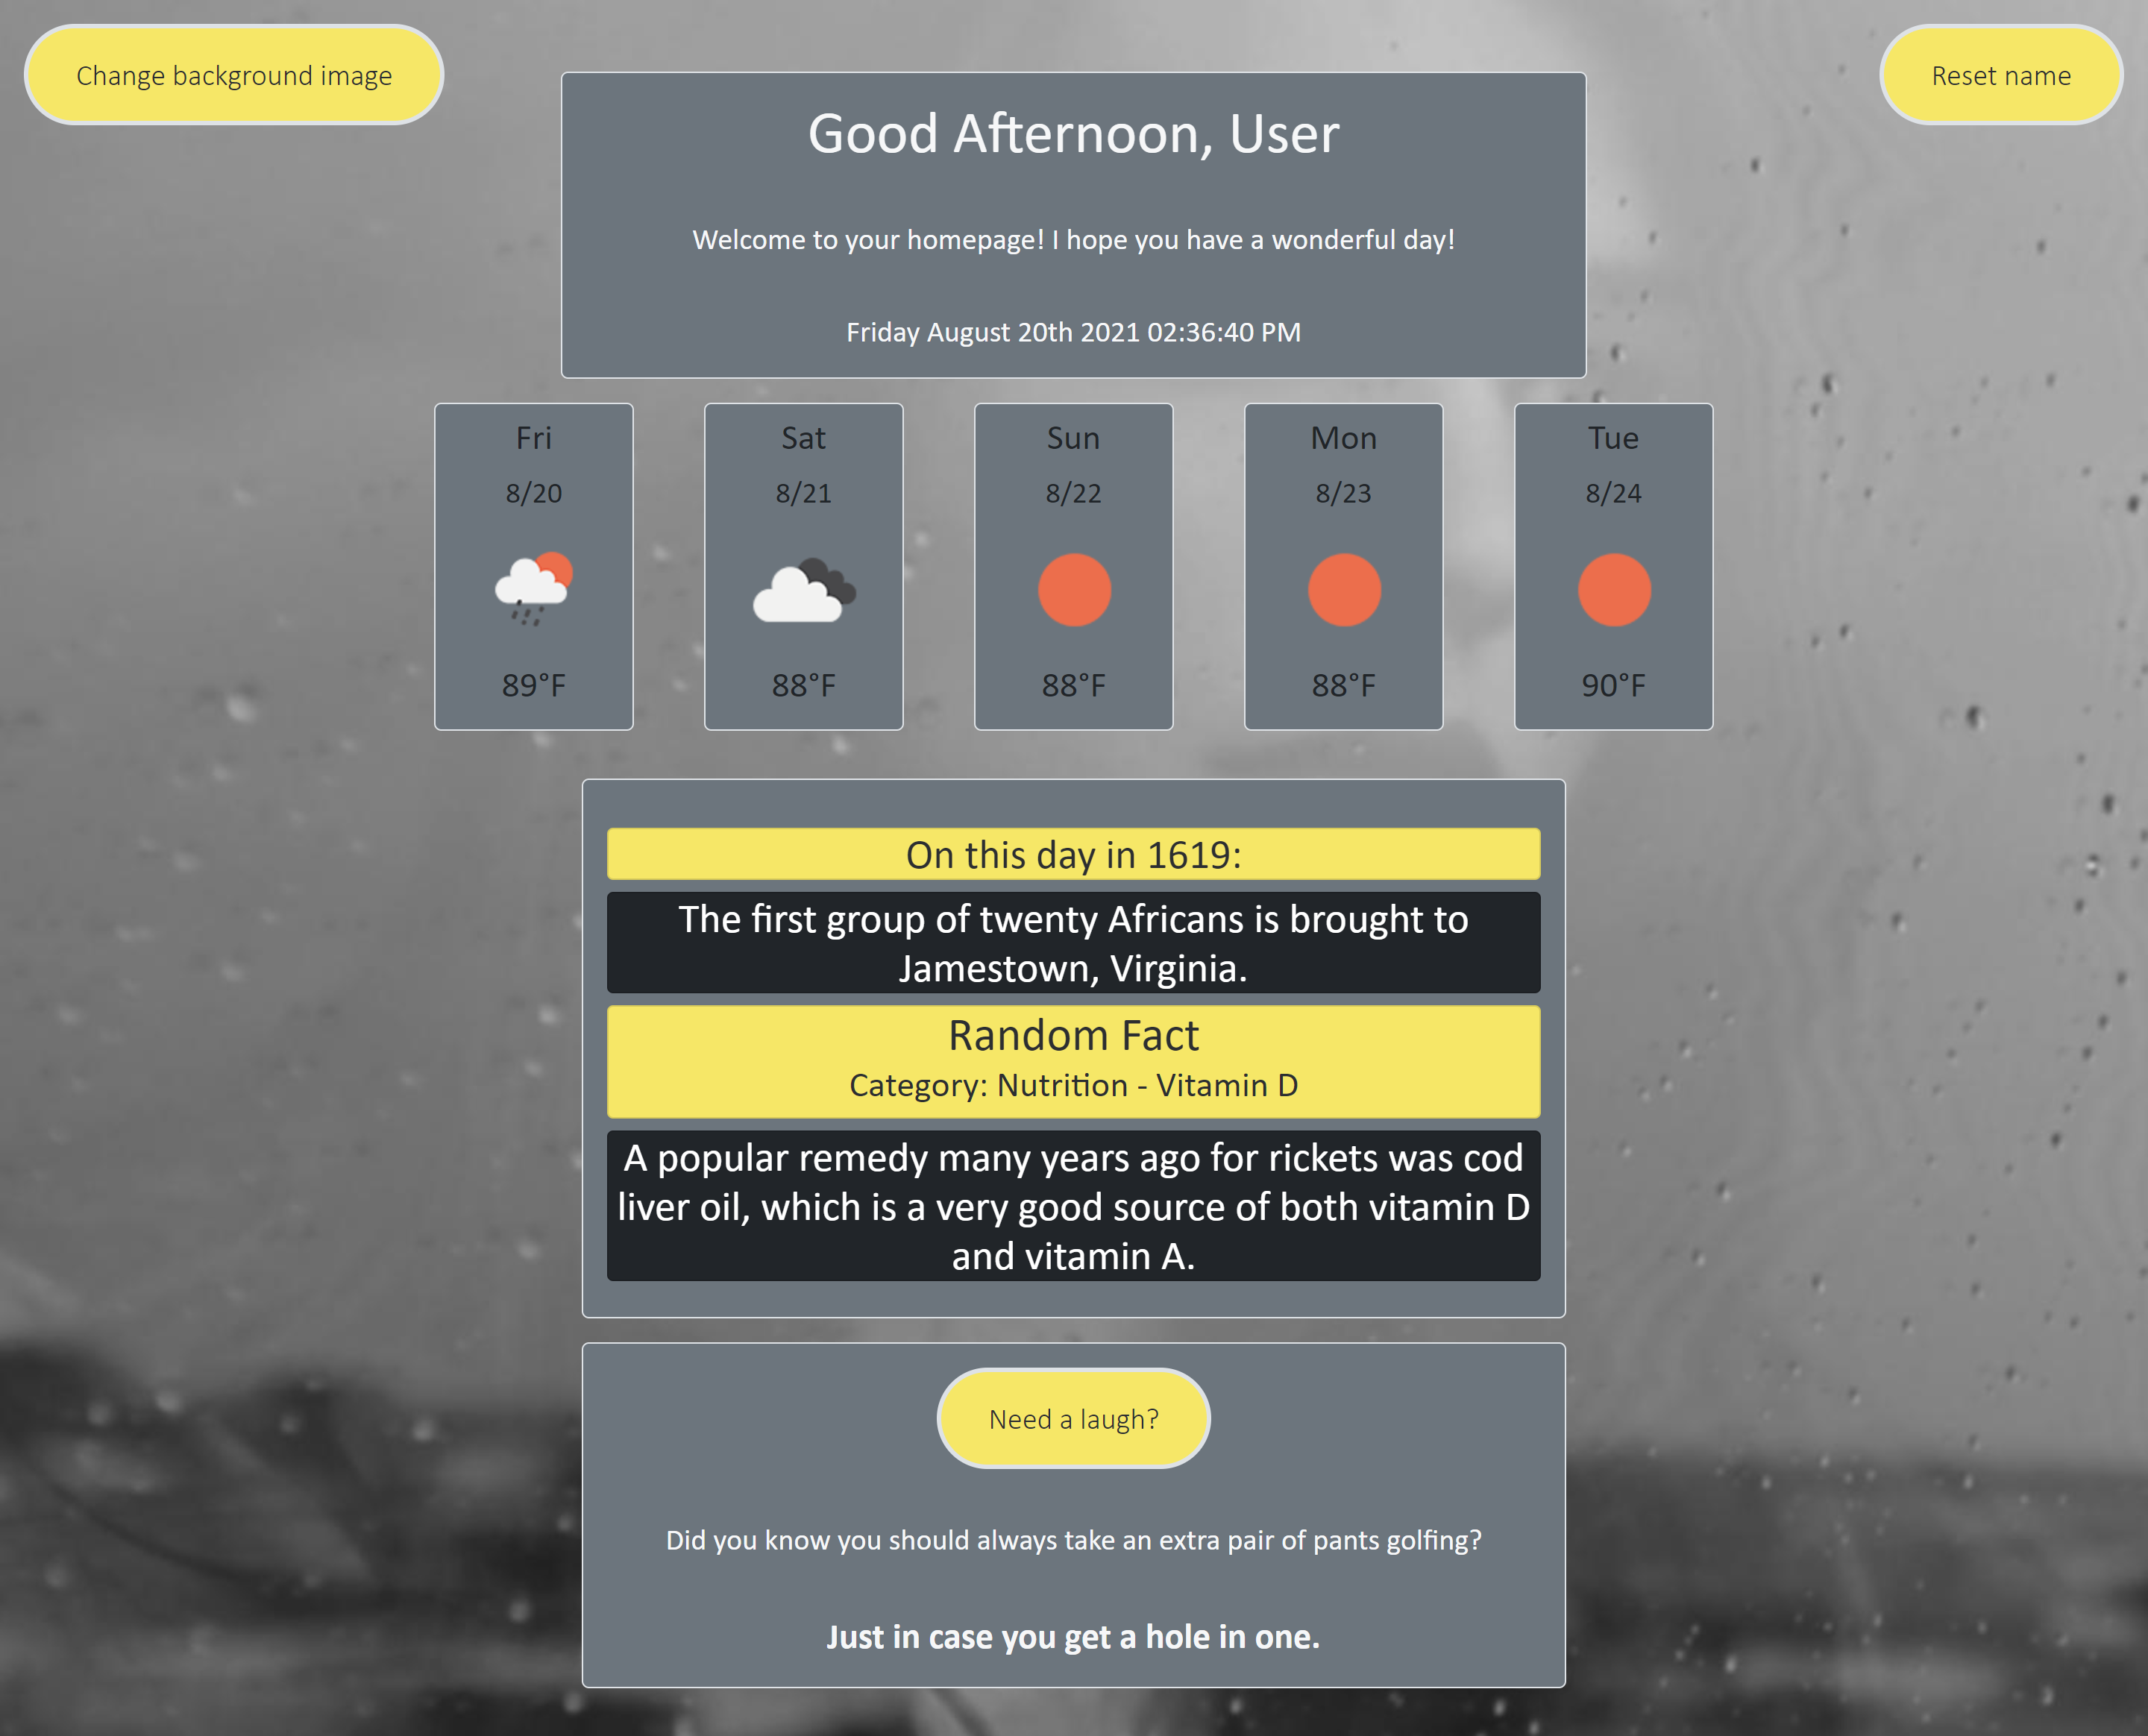 Change background image
Reset name
Good Afternoon, User
Welcome to your homepage! I hope you have a wonderful day!
Friday August 20th 2021 02:36:40 PM
Fri
8/20
89°F
Sat
8/21
88°F
Sun
8/22
88°F
Mon
8/23
88°F
Tue
8/24
90°F
On this day in 1619:
The first group of twenty Africans is brought to
Jamestown, Virginia.
Random Fact
Category: Nutrition - Vitamin D
A popular remedy many years ago for rickets was cod
liver oil, which is a very good source of both vitamin D
and vitamin A.
Need a laugh?
Did you know you should always take an extra pair of pants golfing?
Just in case you get a hole in one.